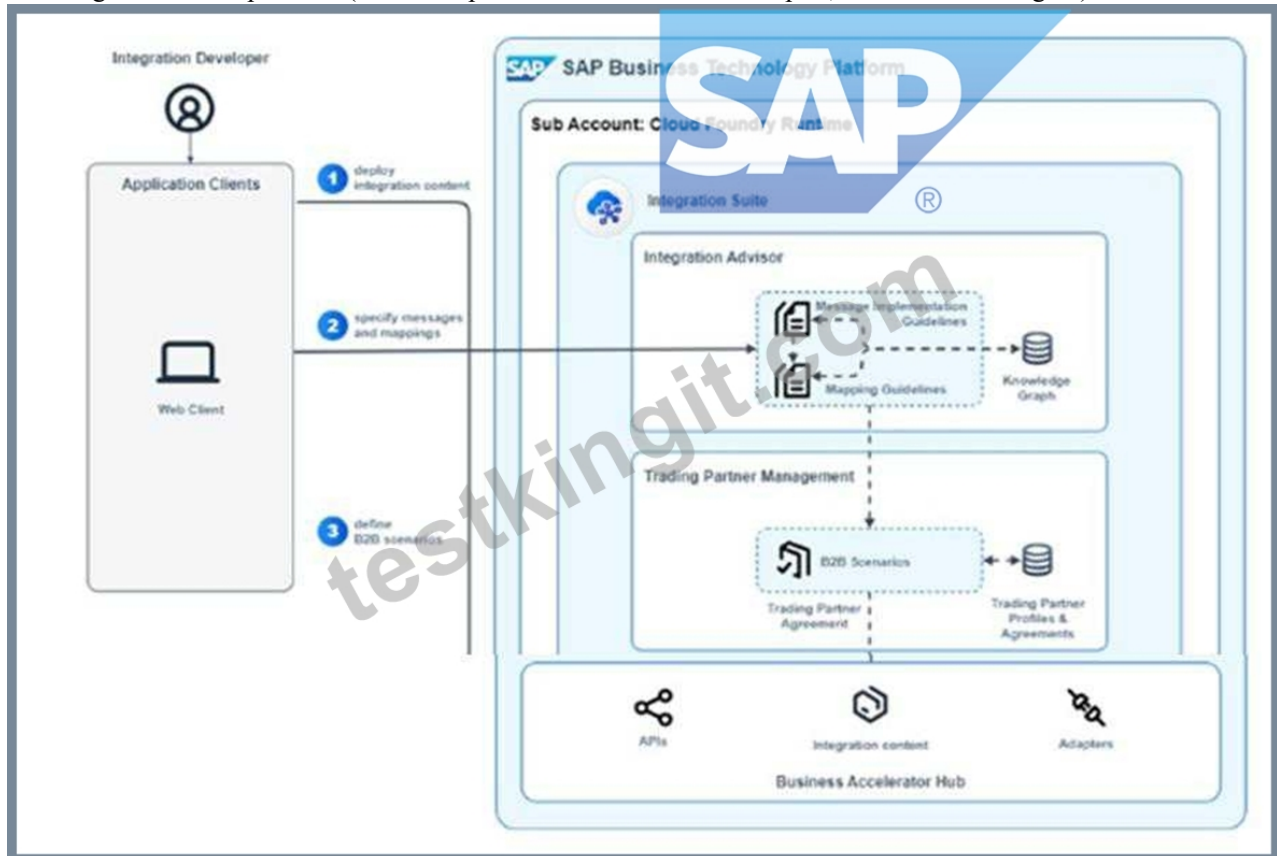 Integration Developer
Application Clients
Web Client
1 deploy
integration content
2 specify messages
and mappings
3 define
B2B scenarios
SAP SAP Business Technology Platform
SAP
®
Sub Account: Cloud Foundry Runtime
Integration Suite
Integration Advisor
Message Implementation
Guidelines
Mapping Guidelines
Knowledge
Graph
Trading Partner Management
B2B Scenarios
Trading Partner
Agreement
Trading Partner
Profiles &
Agreements
APIs
Integration content
Adapters
Business Accelerator Hub
testkingit.com